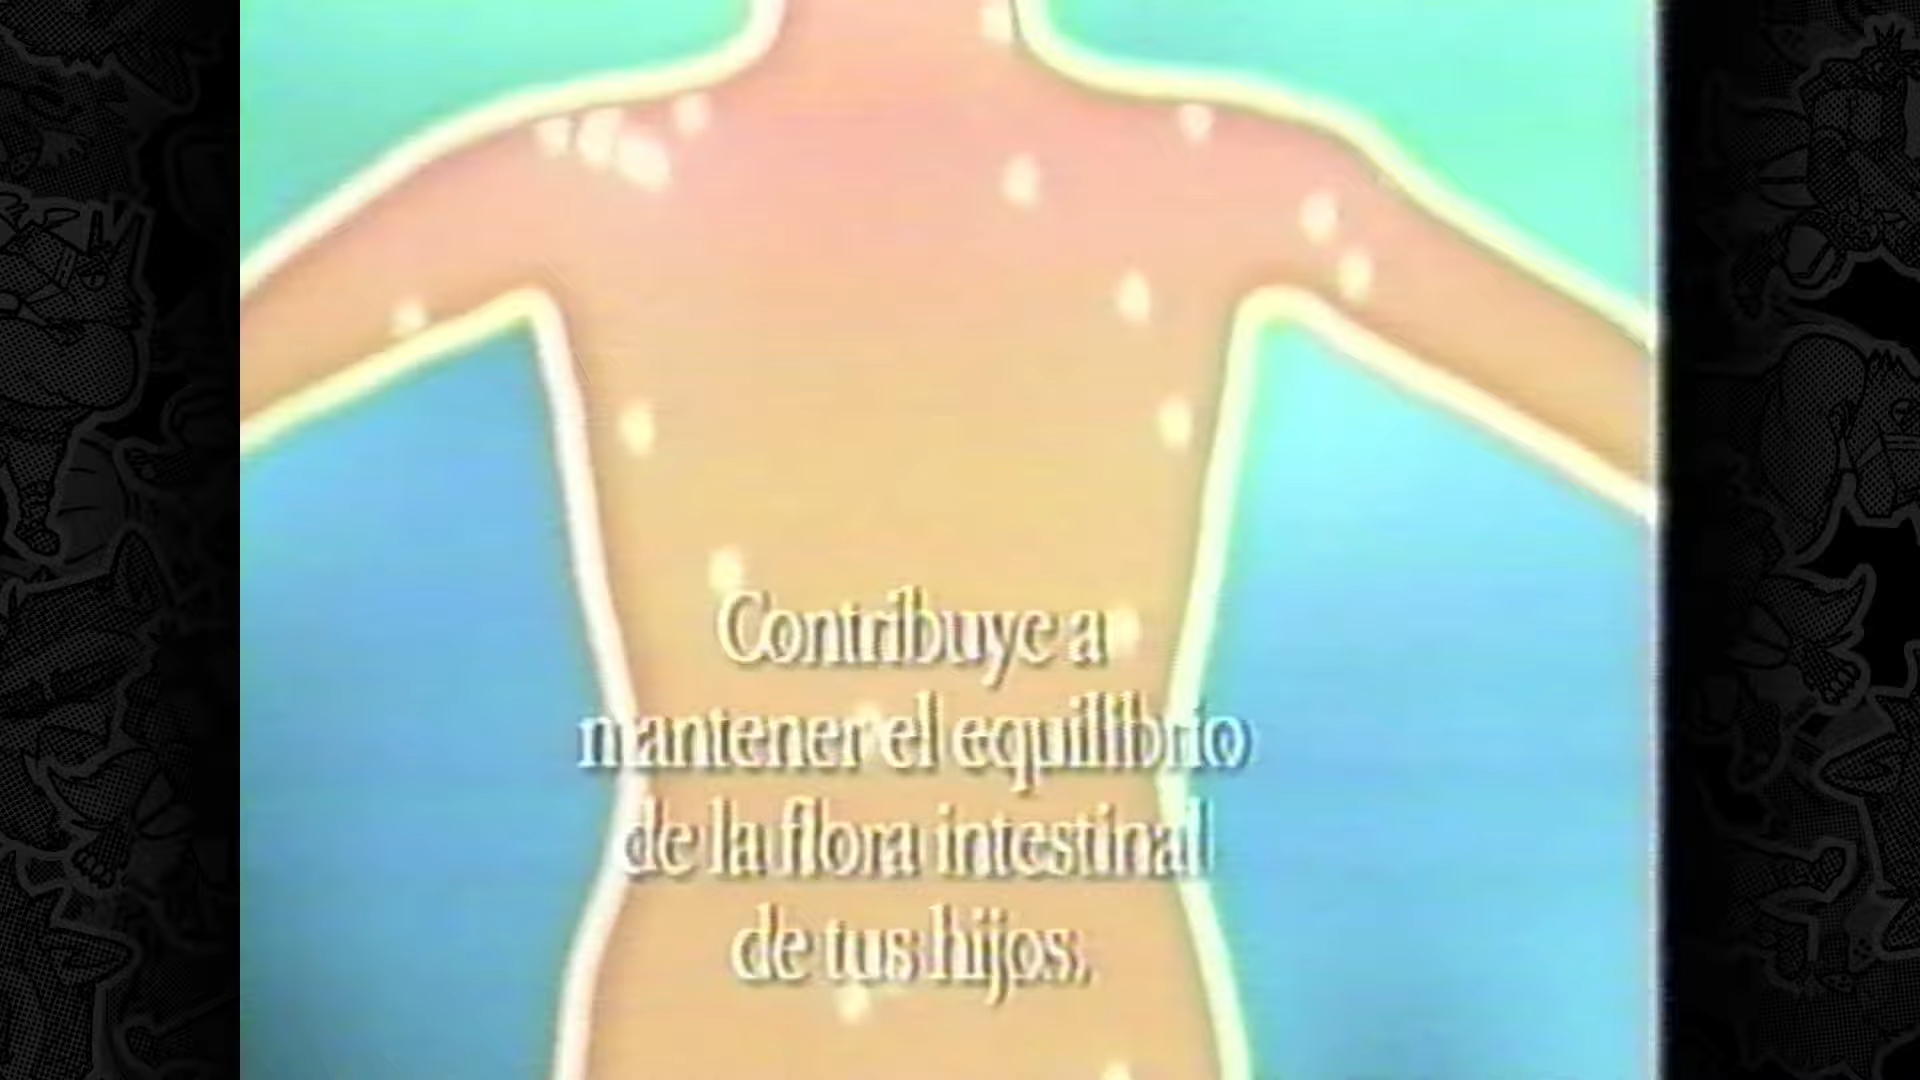 Contribuye a
mantener el equilibrio
de la flora intestinal
de tus hijos.